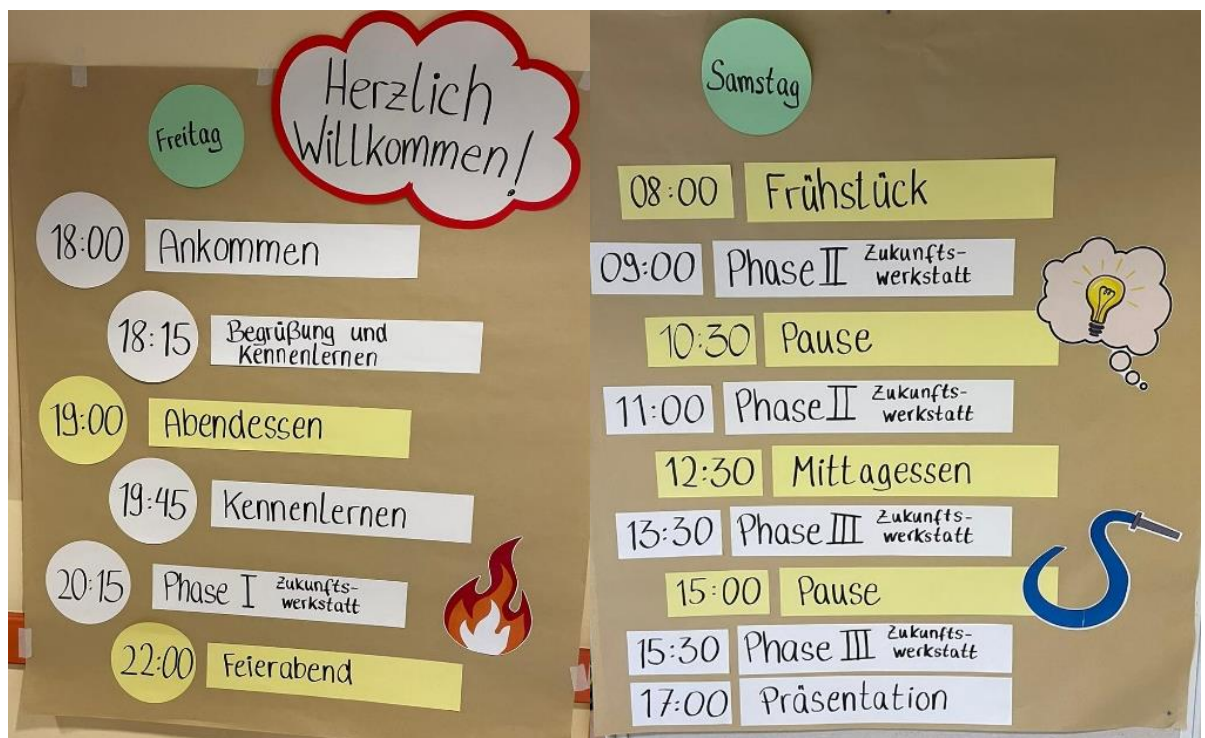 Herzlich
Willkommen!
Freitag
18:00 Ankommen
18:15 Begrüßung und
Kennenlernen
19:00 Abendessen
19:45 Kennenlernen
20:15 Phase I Zukunfts-
werkstatt
22:00 Feierabend
Samstag
08:00 Frühstück
09:00 Phase II Zukunfts-
werkstatt
10:30 Pause
11:00 Phase II Zukunfts-
werkstatt
12:30 Mittagessen
13:30 Phase III Zukunfts-
werkstatt
15:00 Pause
15:30 Phase III Zukunfts-
werkstatt
17:00 Präsentation